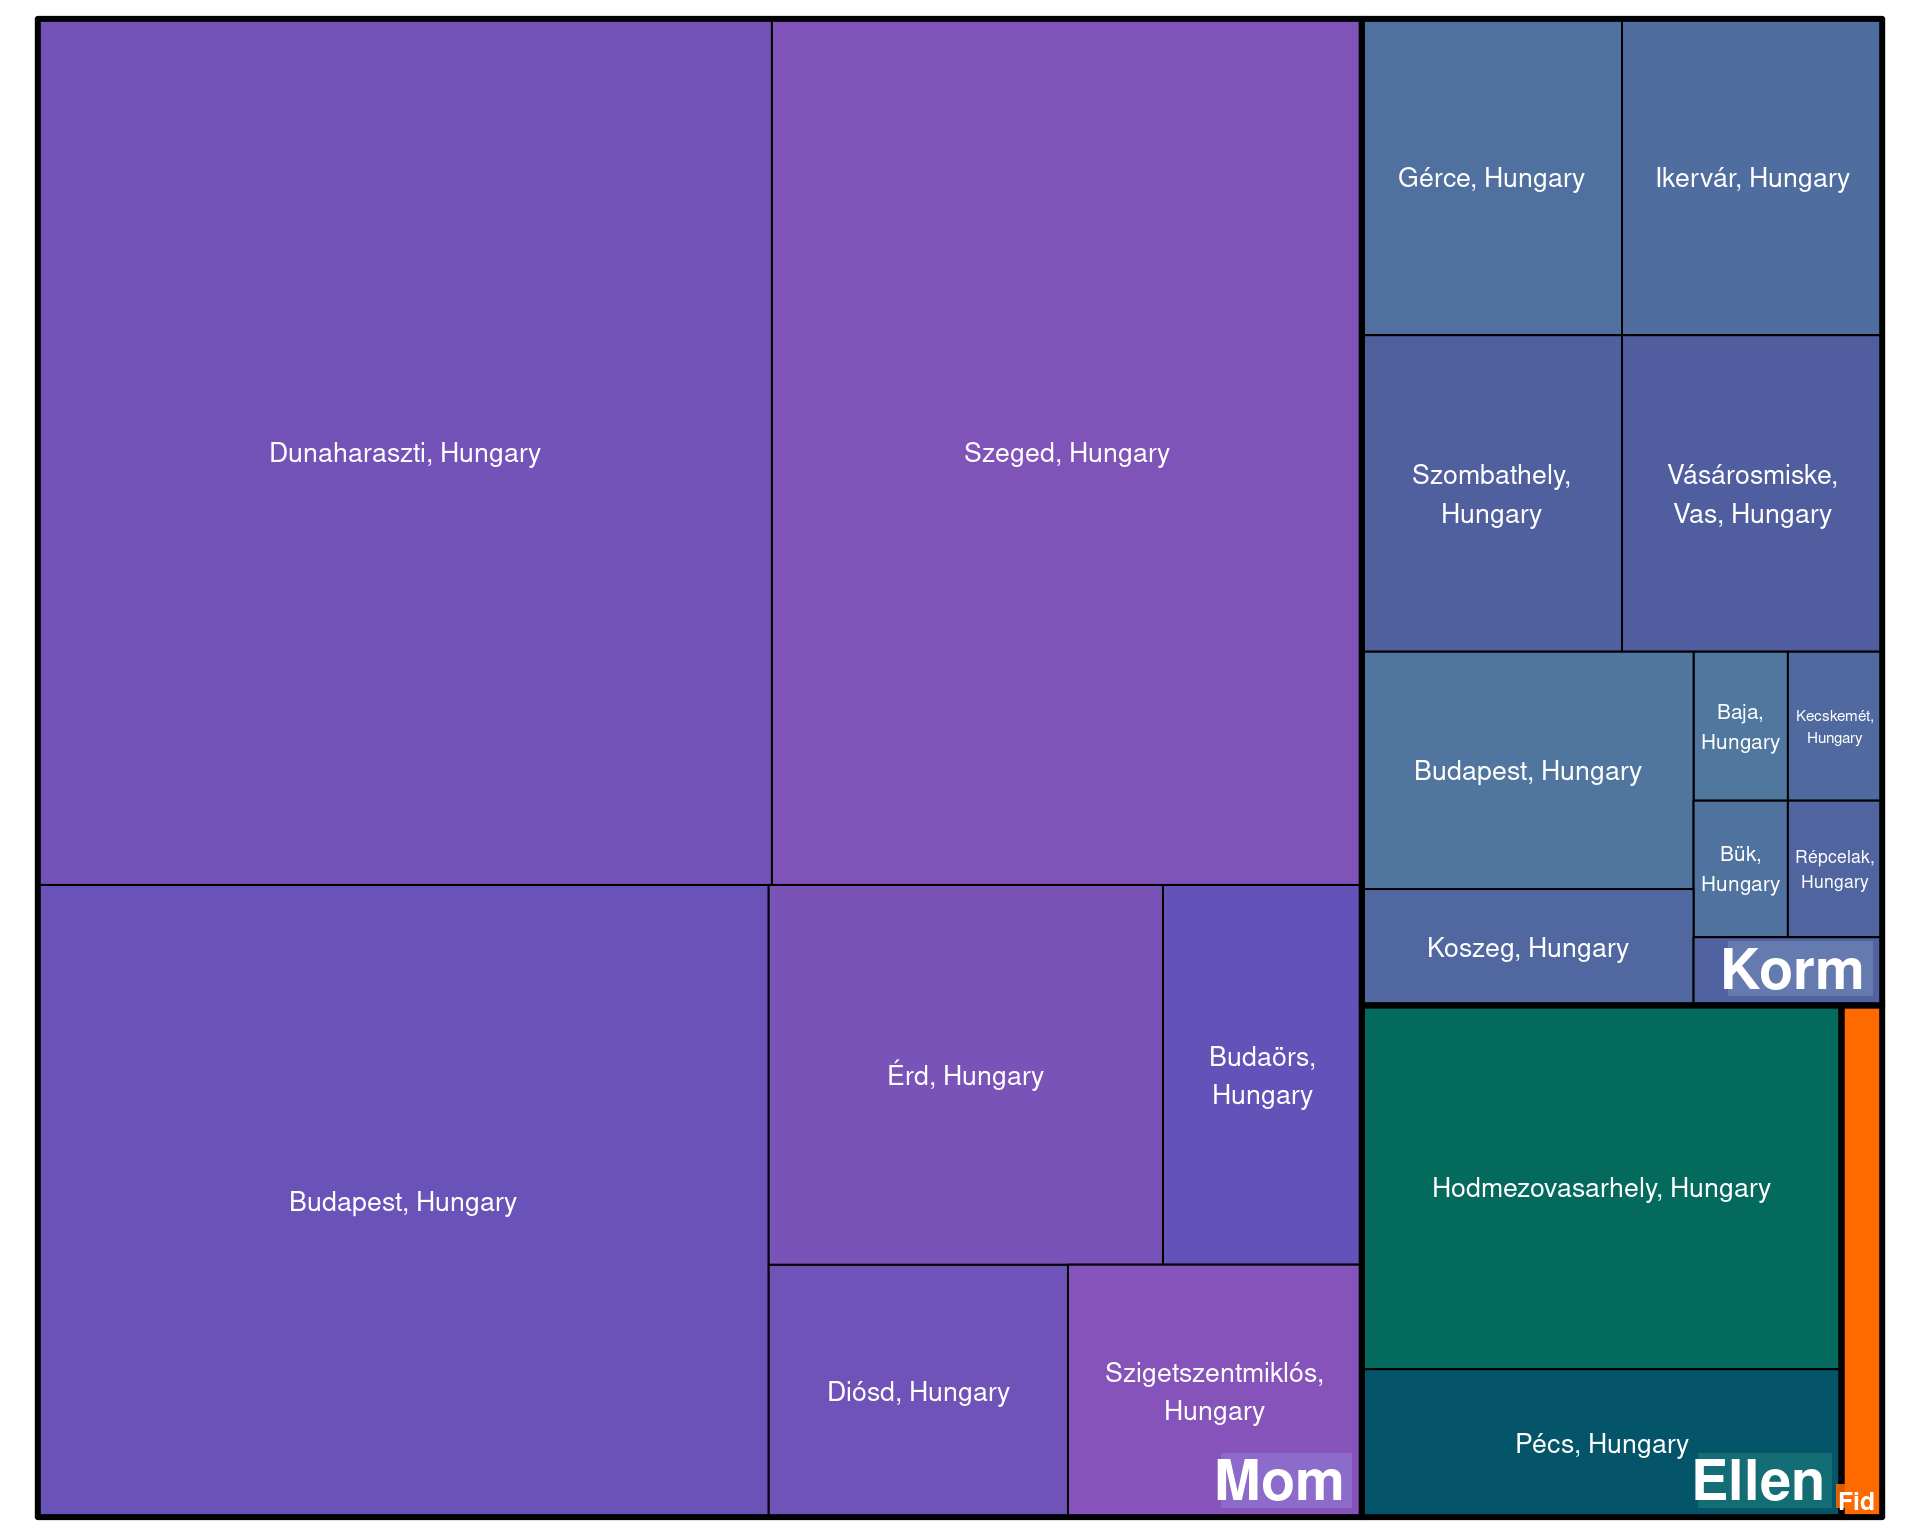 Dunaharaszti, Hungary
Szeged, Hungary
Budapest, Hungary
Érd, Hungary
Budaörs,
Hungary
Diósd, Hungary
Szigetszentmiklós,
Hungary
Mom
Gérce, Hungary
Ikervár, Hungary
Szombathely,
Hungary
Vásárosmiske,
Vas, Hungary
Budapest, Hungary
Baja,
Hungary
Kecskemét,
Hungary
Bük,
Hungary
Répcelak,
Hungary
Koszeg, Hungary
Korm
Hodmezovasarhely, Hungary
Pécs, Hungary
Ellen
Fid